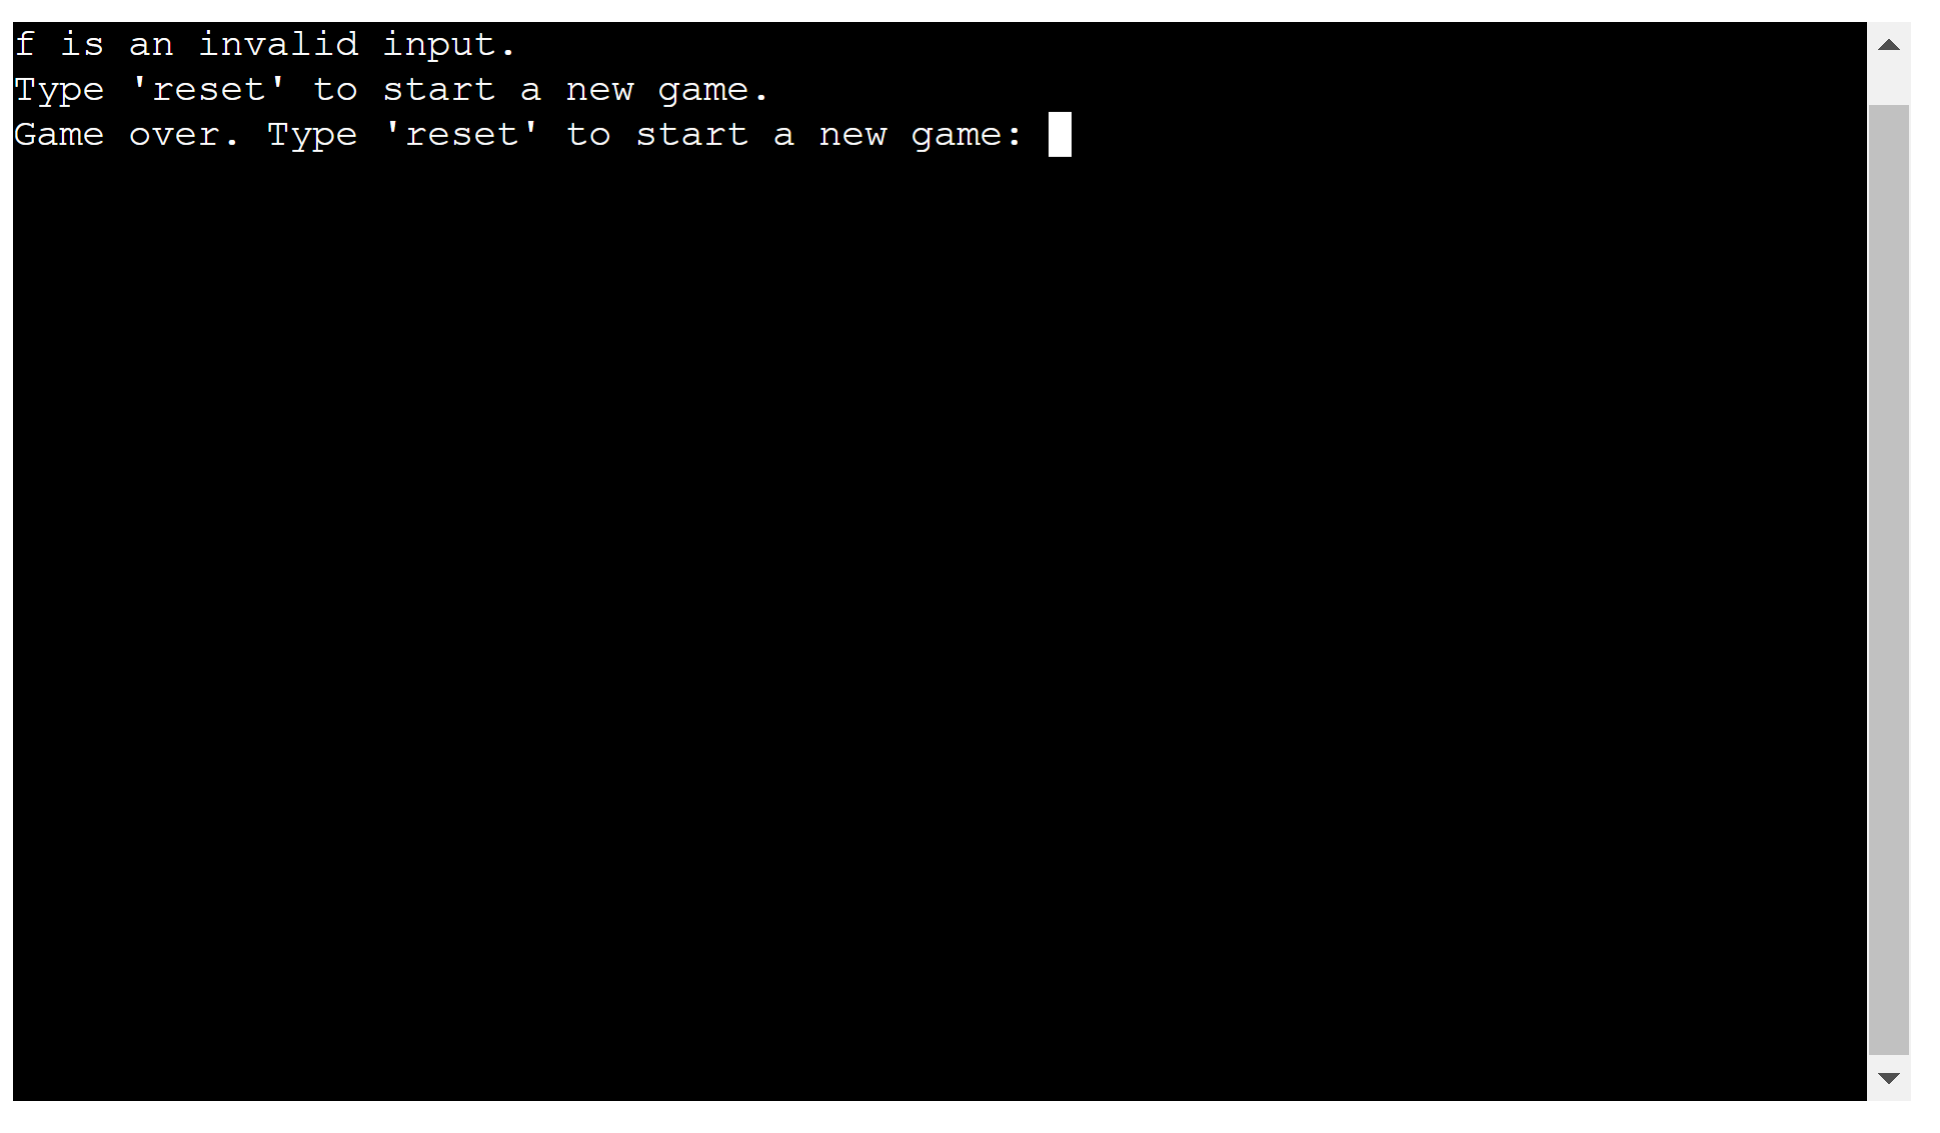 f is an invalid input.
Type 'reset' to start a new game.
Game over. Type 'reset' to start a new game: